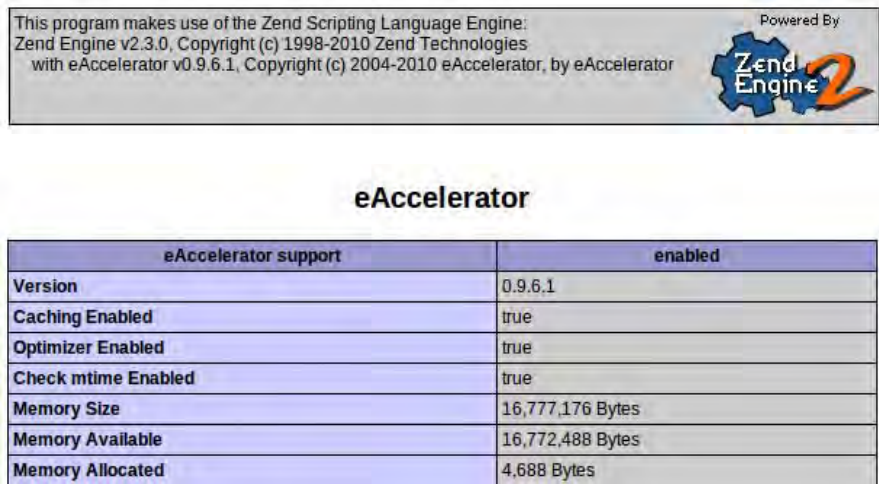 This program makes use of the Zend Scripting Language Engine:
Zend Engine v2.3.0, Copyright (c) 1998-2010 Zend Technologies
with eAccelerator v0.9.6.1, Copyright (c) 2004-2010 eAccelerator, by eAccelerator
Powered By
Zend
Engine 2
eAccelerator
eAccelerator support enabled
Version 0.9.6.1
Caching Enabled true
Optimizer Enabled true
Check mtime Enabled true
Memory Size 16,777,176 Bytes
Memory Available 16,772,488 Bytes
Memory Allocated 4,688 Bytes